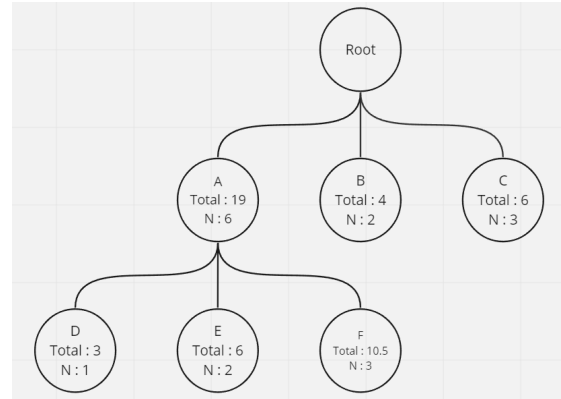 Root
A
Total : 19
N : 6
B
Total : 4
N : 2
C
Total : 6
N : 3
D
Total : 3
N : 1
E
Total : 6
N : 2
F
Total : 10.5
N : 3